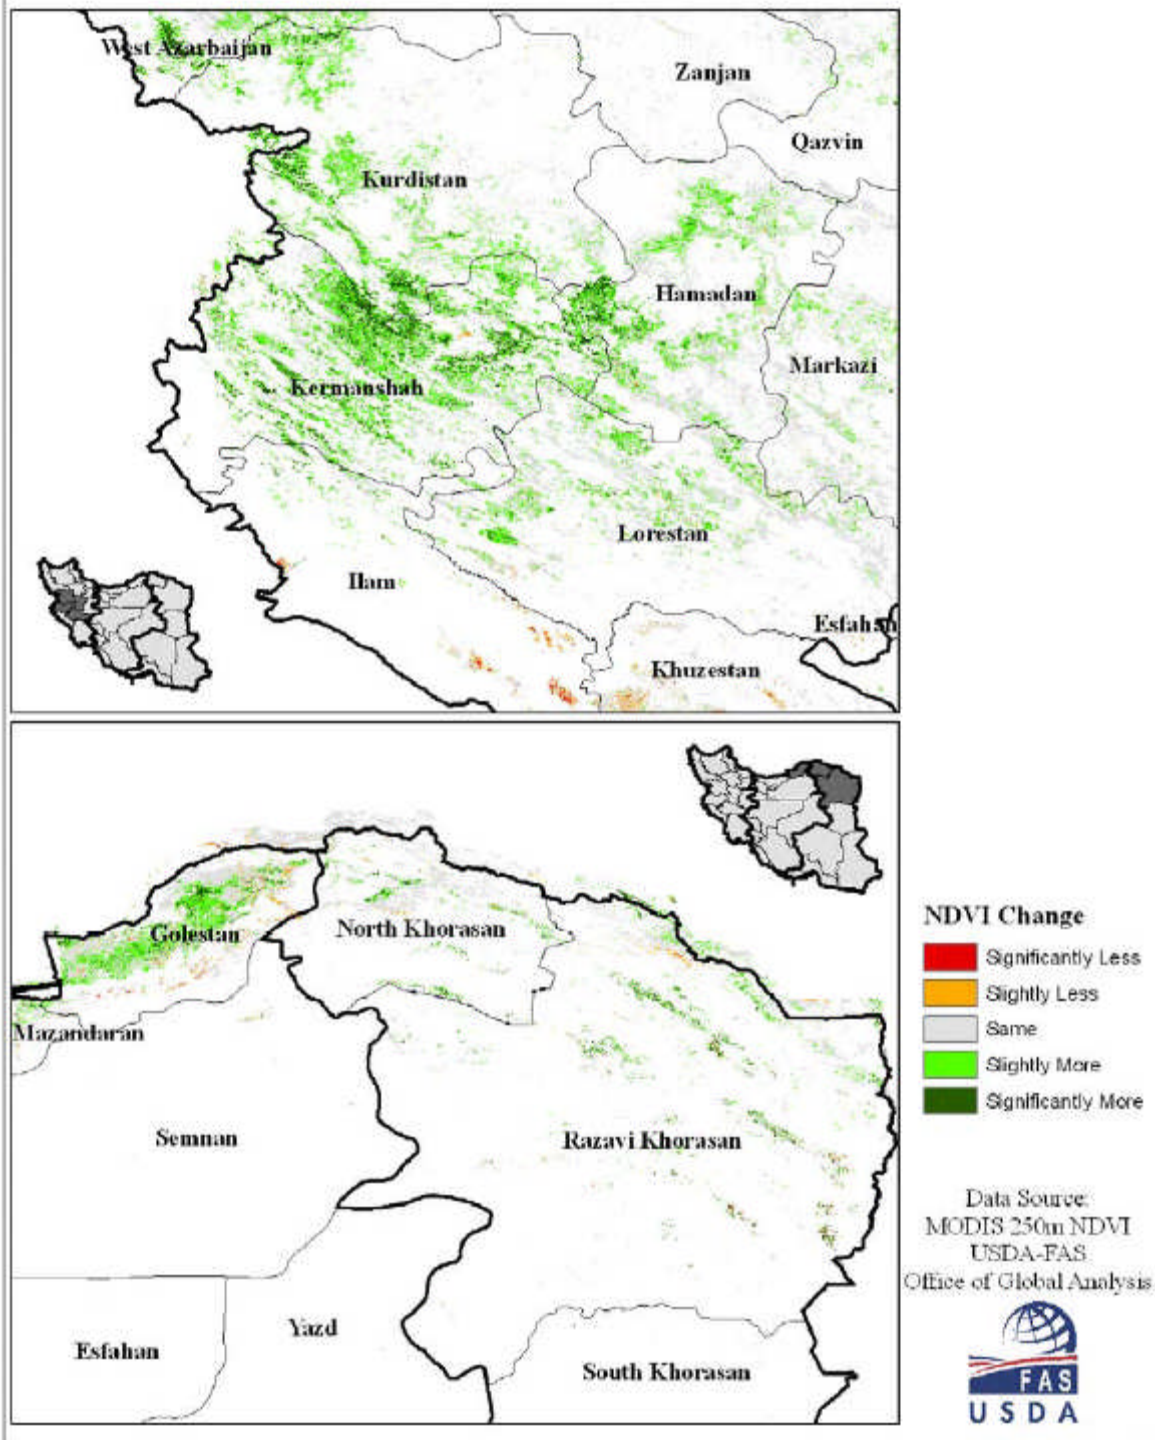 West Azarbaijan
Zanjan
Qazvin
Kurdistan
Hamadan
Markazi
Kermanshah
Lorestan
Ilam
Esfahan
Khuzestan
Golestan
North Khorasan
Mazandaran
Semnan
Razavi Khorasan
Yazd
Esfahan
South Khorasan
NDVI Change
Significantly Less
Slightly Less
Same
Slightly More
Significantly More
Data Source:
MODIS 250m NDVI
USDA-FAS
Office of Global Analysis
FAS
USDA